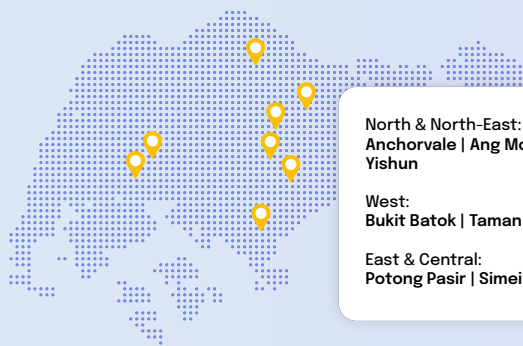 North & North-East:
Anchorvale | Ang Mo
Yishun
West:
Bukit Batok | Taman
East & Central:
Potong Pasir | Simei